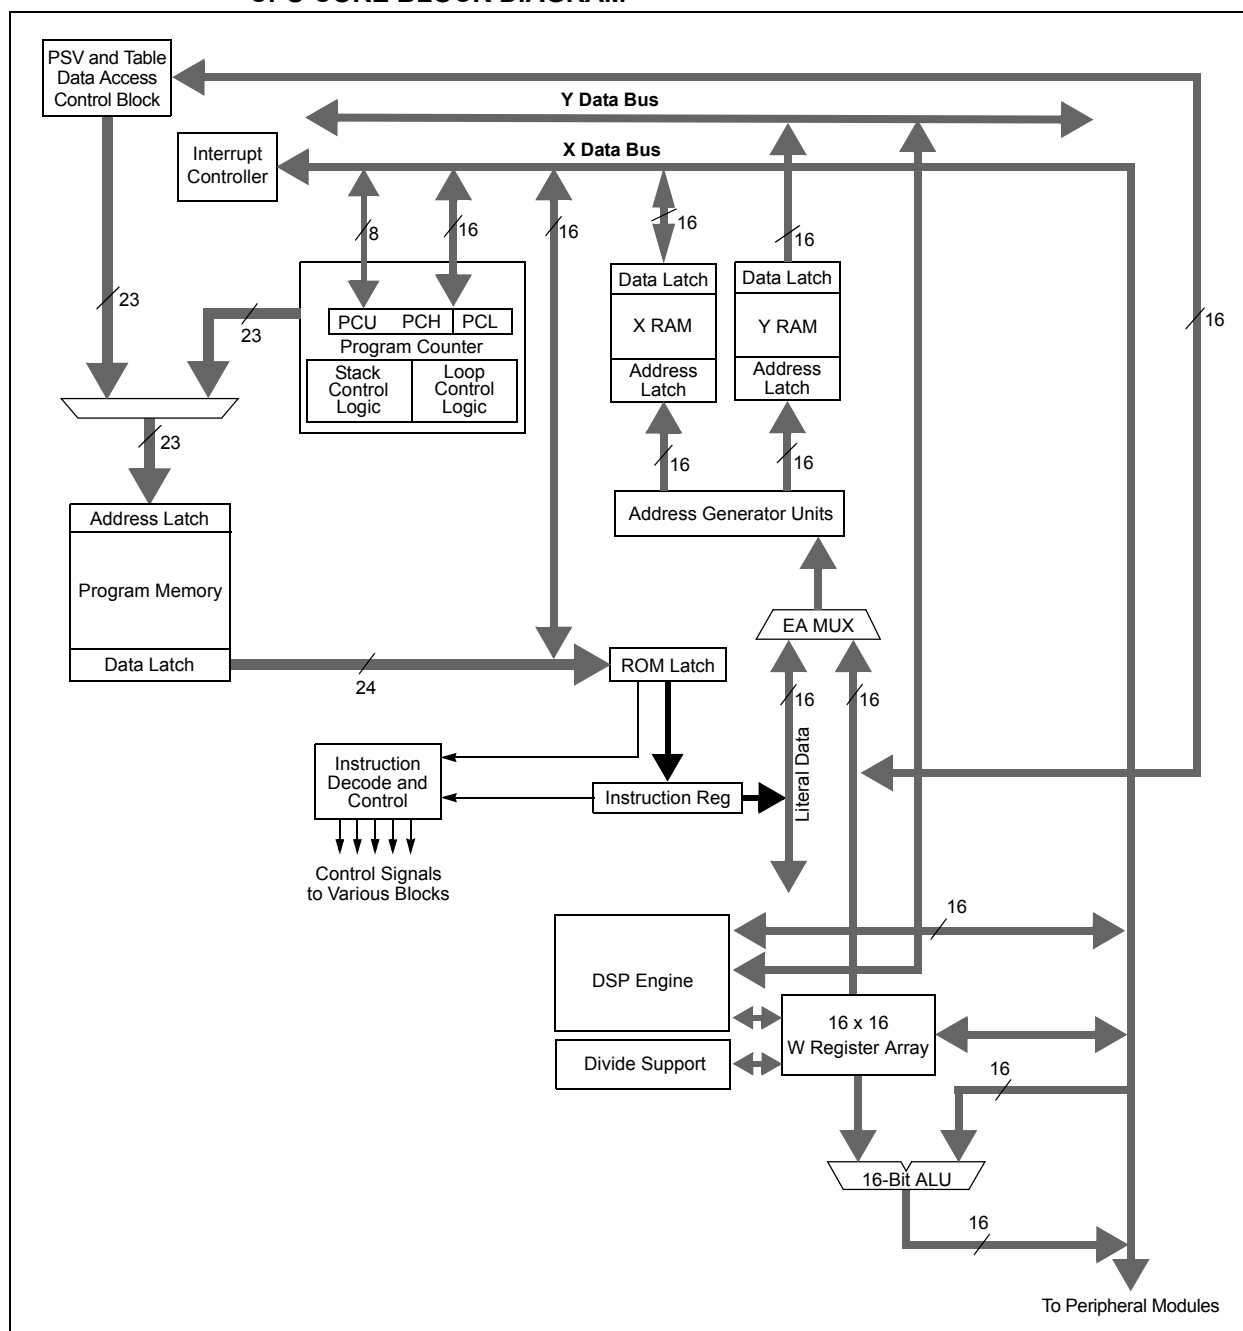 CPU CORE BLOCK DIAGRAM
PSV and Table
Data Access
Control Block
Y Data Bus
Interrupt
Controller
X Data Bus
8
16
16
16
16
16
23
23
Data Latch
X RAM
Address
Latch
Data Latch
Y RAM
Address
Latch
PCU
PCH
PCL
Program Counter
Stack
Control
Logic
Loop
Control
Logic
23
16
16
Address Latch
Program Memory
Data Latch
Address Generator Units
EA MUX
24
ROM Latch
16
16
Literal Data
Instruction
Decode and
Control
Instruction Reg
Control Signals
to Various Blocks
16
DSP Engine
16 x 16
W Register Array
Divide Support
16
16-Bit ALU
16
To Peripheral Modules